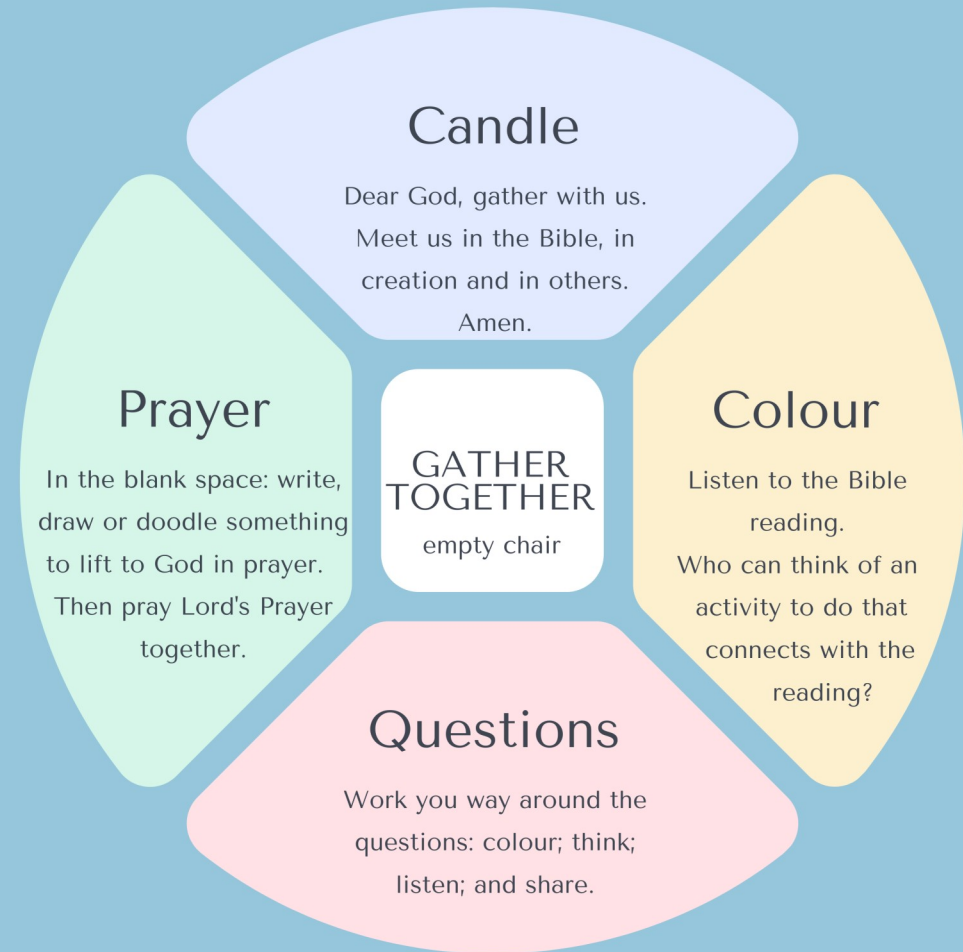 Candle
Dear God, gather with us.
Meet us in the Bible, in
creation and in others.
Amen.
Prayer
In the blank space: write,
draw or doodle something
to lift to God in prayer.
Then pray Lord's Prayer
together.
GATHER
TOGETHER
empty chair
Colour
Listen to the Bible
reading.
Who can think of an
activity to do that
connects with the
reading?
Questions
Work you way around the
questions: colour; think;
listen; and share.